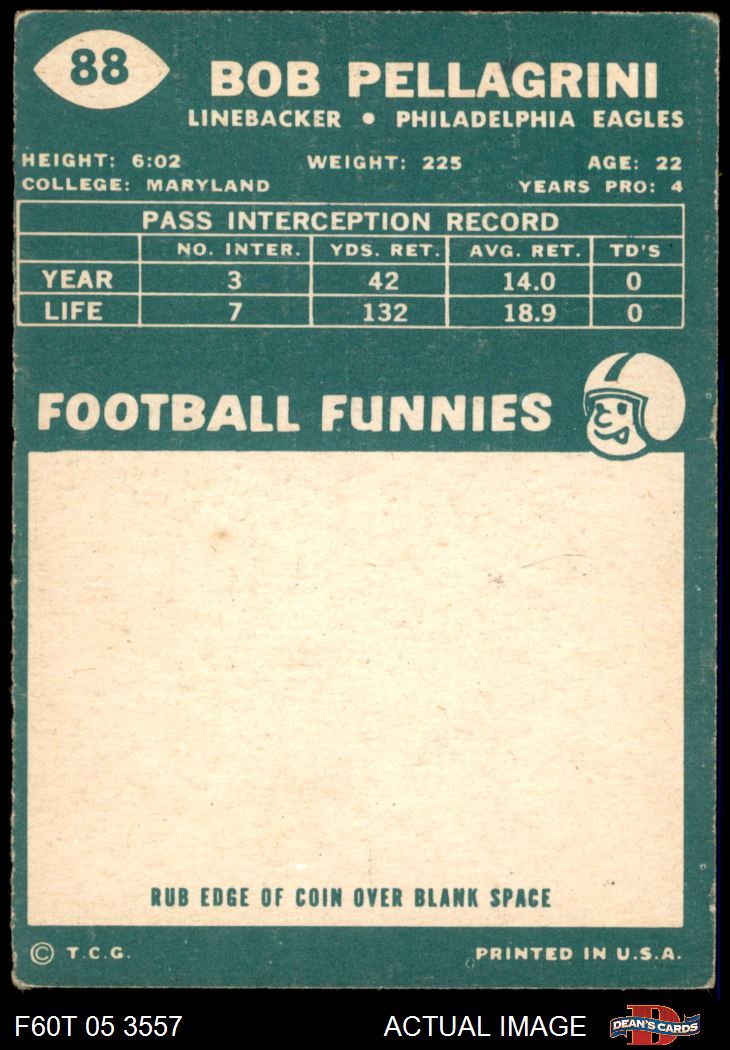 88
BOB PELLAGRINI
LINEBACKER • PHILADELPHIA EAGLES
HEIGHT: 6:02 WEIGHT: 225 AGE: 22
COLLEGE: MARYLAND YEARS PRO: 4
PASS INTERCEPTION RECORD
NO. INTER. YDS. RET. AVG. RET. TD'S
YEAR 3 42 14.0 0
LIFE 7 132 18.9 0
FOOTBALL FUNNIES
RUB EDGE OF COIN OVER BLANK SPACE
© T.C.G. PRINTED IN U.S.A.
F60T 05 3557 ACTUAL IMAGE D DEAN'S CARDS